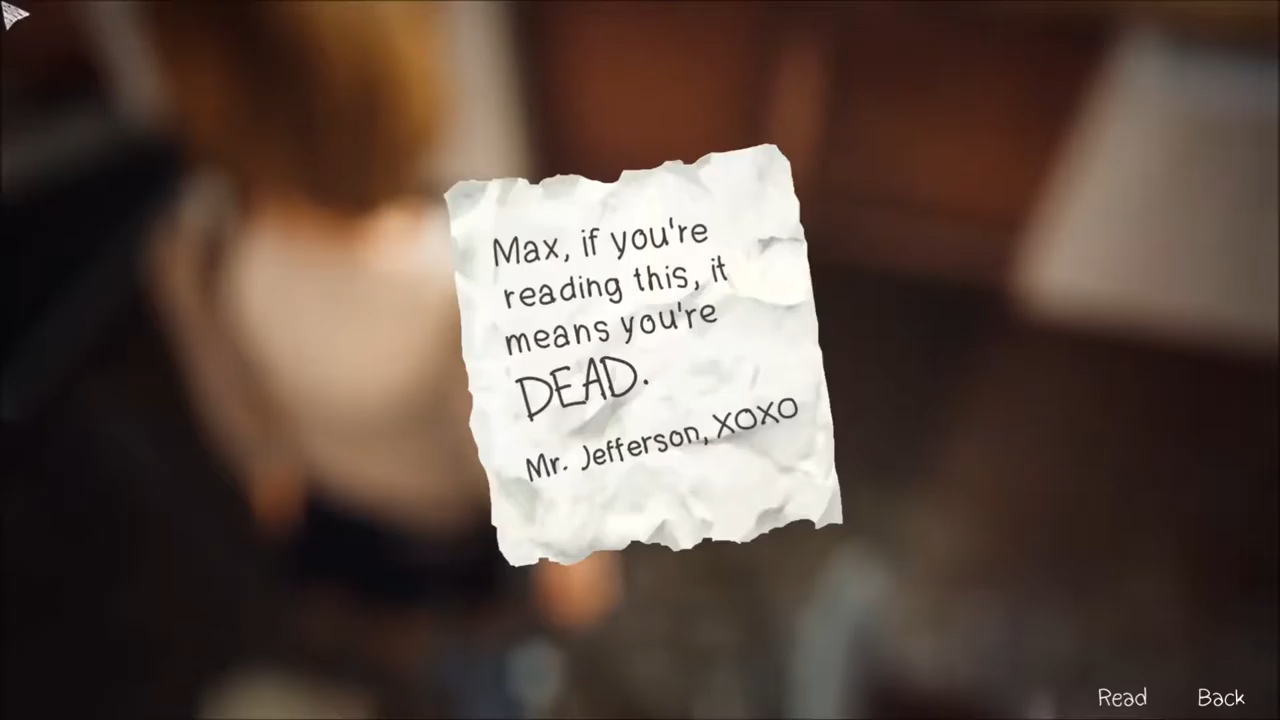 Max, if you're
reading this, it
means you're
DEAD.
Mr. Jefferson, XOXO
Read
Back